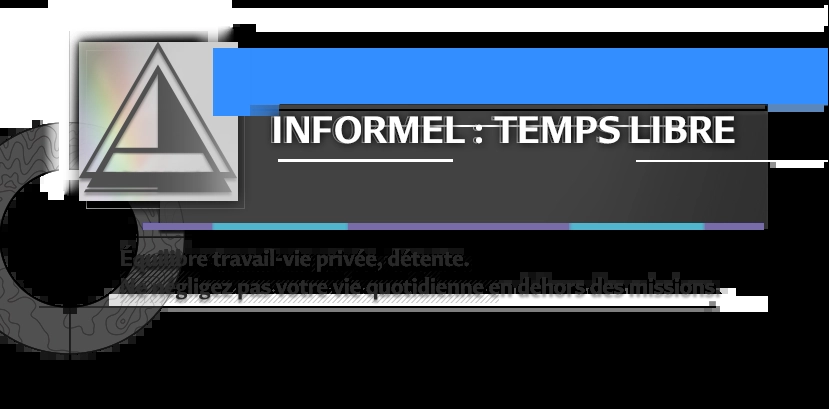 INFORMEL : TEMPS LIBRE
Équilibre travail-vie privée, détente.
Ne négligez pas votre vie quotidienne en dehors des missions.